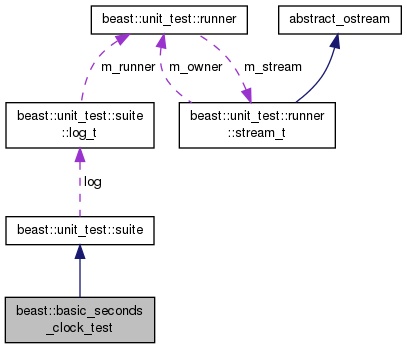 beast::unit_test::runner
abstract_ostream
m_runner
m_owner
m_stream
beast::unit_test::suite
::log_t
beast::unit_test::runner
::stream_t
log
beast::unit_test::suite
beast::basic_seconds
_clock_test